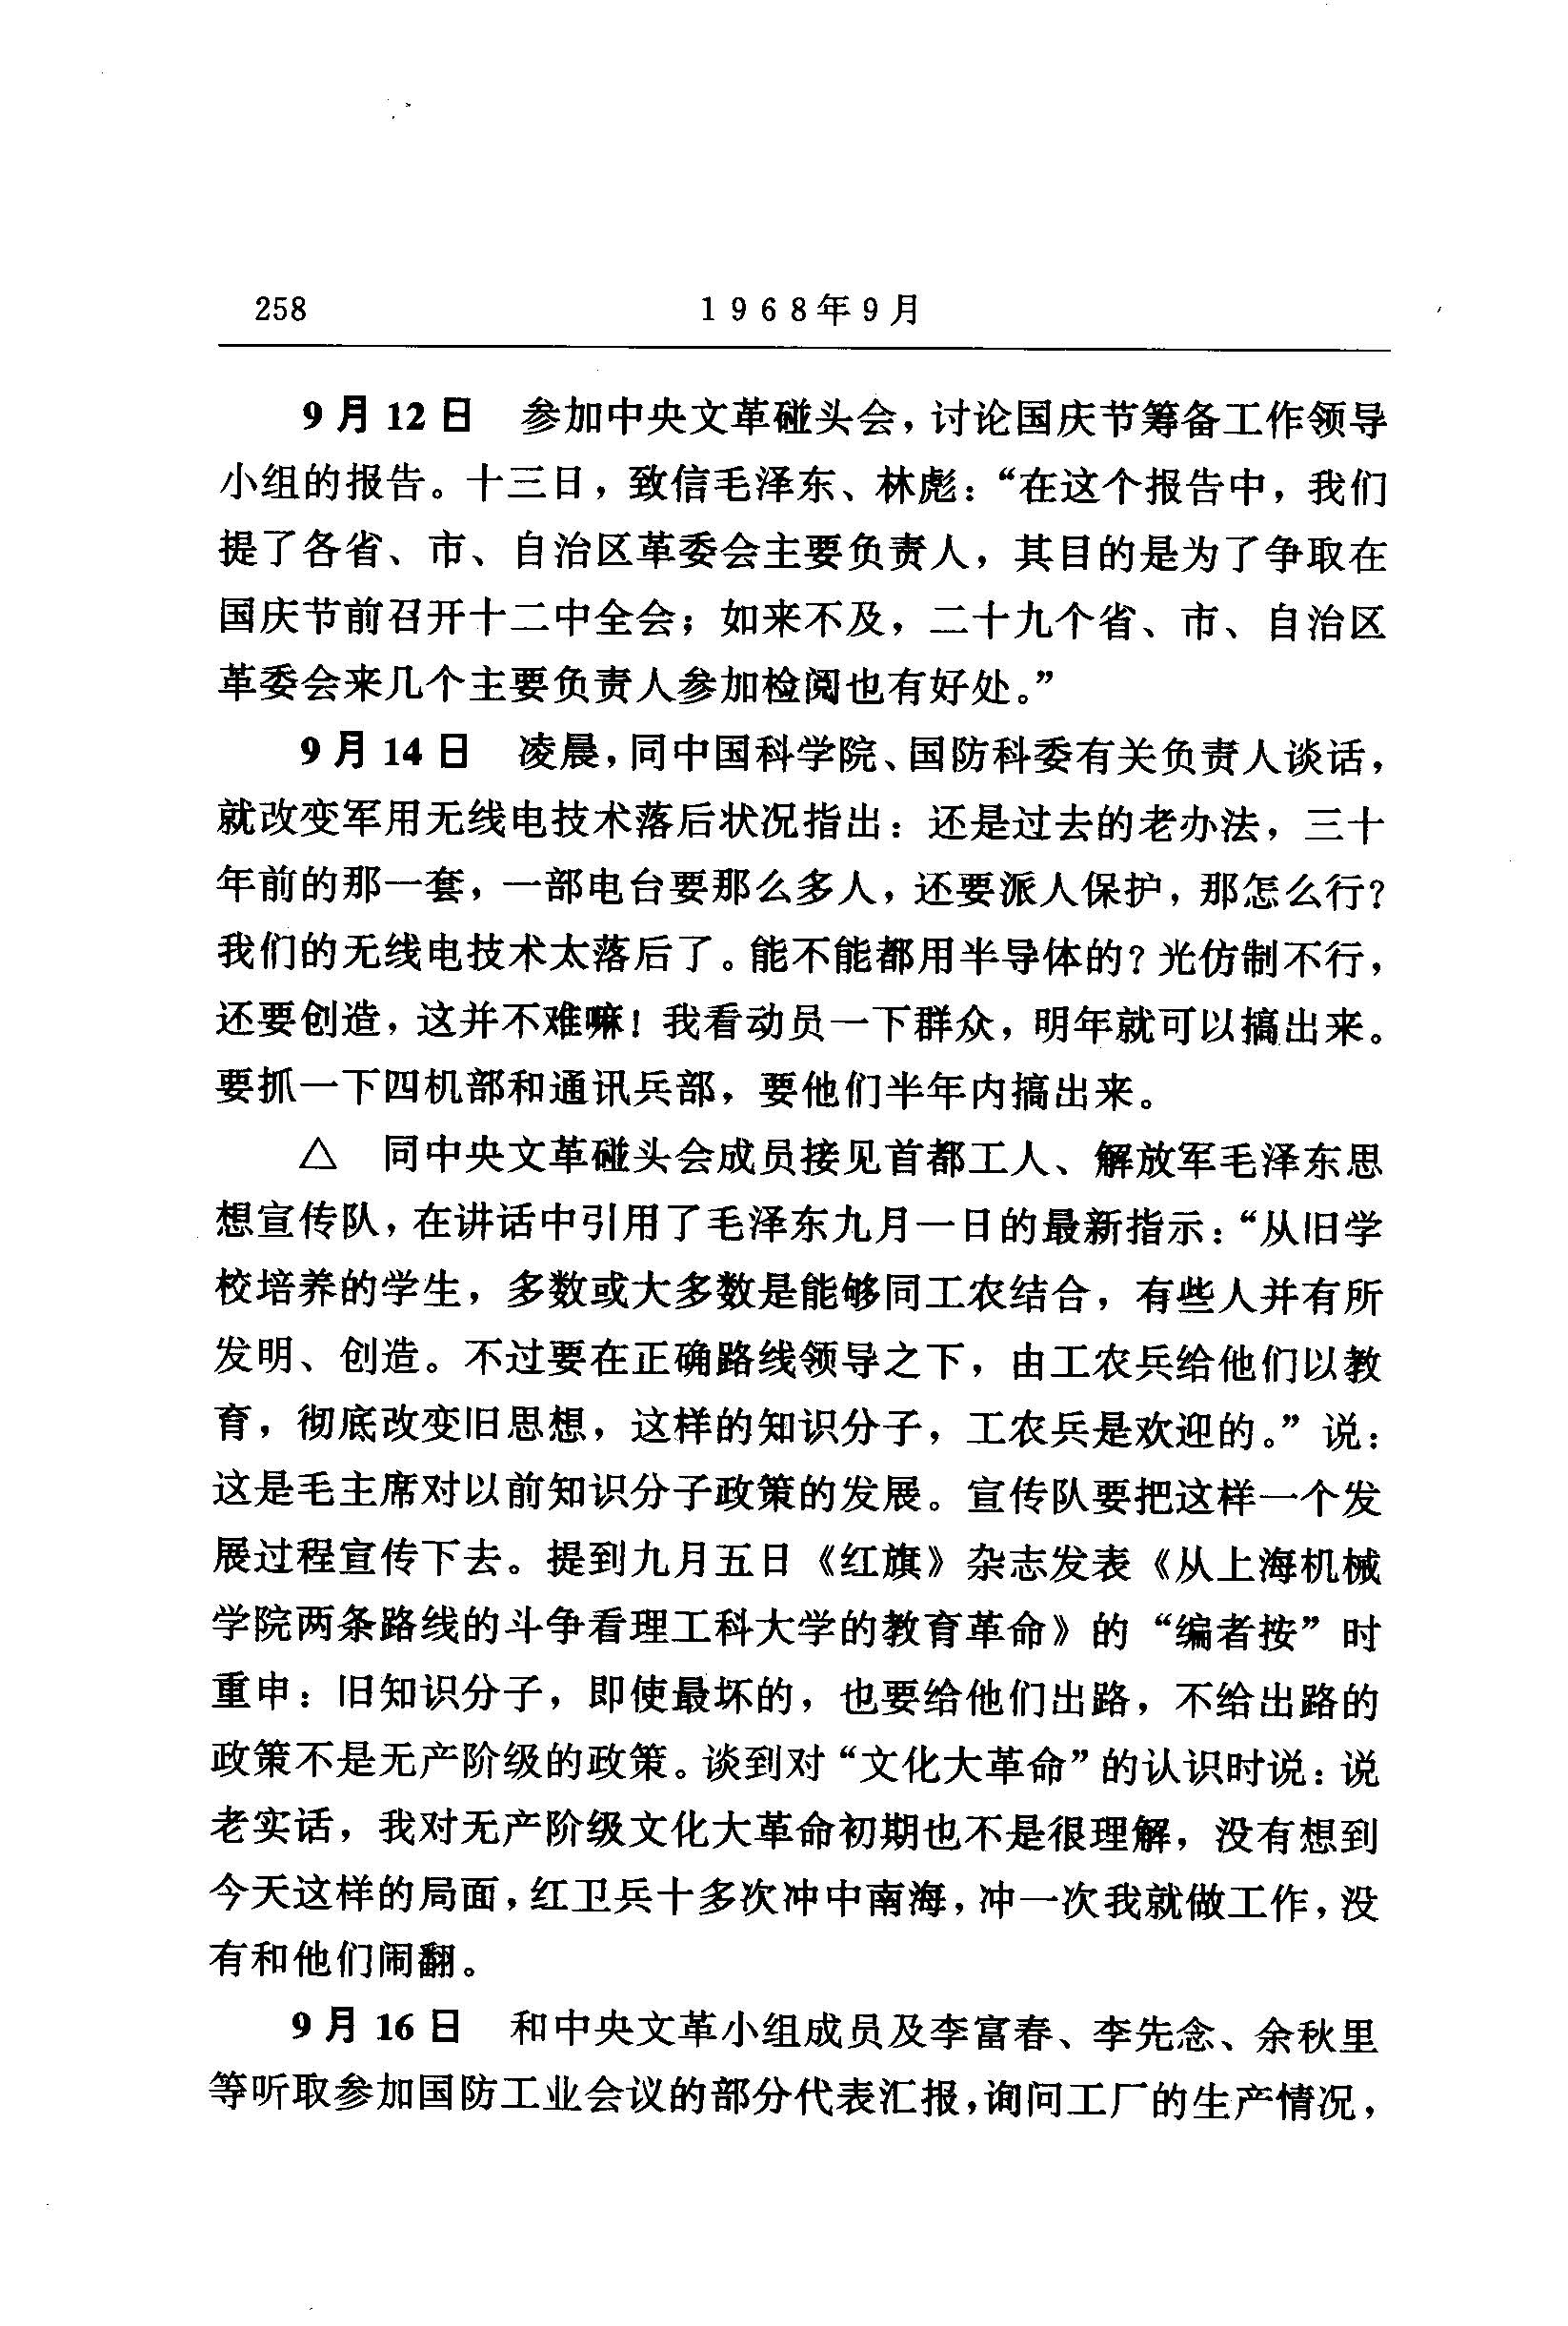 258
1968年9月
9月12日 参加中央文革碰头会，讨论国庆节筹备工作领导
小组的报告。十三日，致信毛泽东、林彪：“在这个报告中，我们
提了各省、市、自治区革委会主要负责人，其目的是为了争取在
国庆节前召开十二中全会；如来不及，二十九个省、市、自治区
革委会来几个主要负责人参加检阅也有好处。”
9月14日 凌晨，同中国科学院、国防科委有关负责人谈话，
就改变军用无线电技术落后状况指出：还是过去的老办法，三十
年前的那一套，一部电台要那么多人，还要派人保护，那怎么行？
我们的无线电技术太落后了。能不能都用半导体的？光仿制不行，
还要创造，这并不难嘛！我看动员一下群众，明年就可以搞出来。
要抓一下四机部和通讯兵部，要他们半年内搞出来。
△ 同中央文革碰头会成员接见首都工人、解放军毛泽东思
想宣传队，在讲话中引用了毛泽东九月一日的最新指示：“从旧学
校培养的学生，多数或大多数是能够同工农结合，有些人并有所
发明、创造。不过要在正确路线领导之下，由工农兵给他们以教
育，彻底改变旧思想，这样的知识分子，工农兵是欢迎的。”说：
这是毛主席对以前知识分子政策的发展。宣传队要把这样一个发
展过程宣传下去。提到九月五日《红旗》杂志发表《从上海机械
学院两条路线的斗争看理工科大学的教育革命》的“编者按”时
重申：旧知识分子，即使最坏的，也要给他们出路，不给出路的
政策不是无产阶级的政策。谈到对“文化大革命”的认识时说：说
老实话，我对无产阶级文化大革命初期也不是很理解，没有想到
今天这样的局面，红卫兵十多次冲中南海，冲一次我就做工作，没
有和他们闹翻。
9月16日 和中央文革小组成员及李富春、李先念、余秋里
等听取参加国防工业会议的部分代表汇报，询问工厂的生产情况，